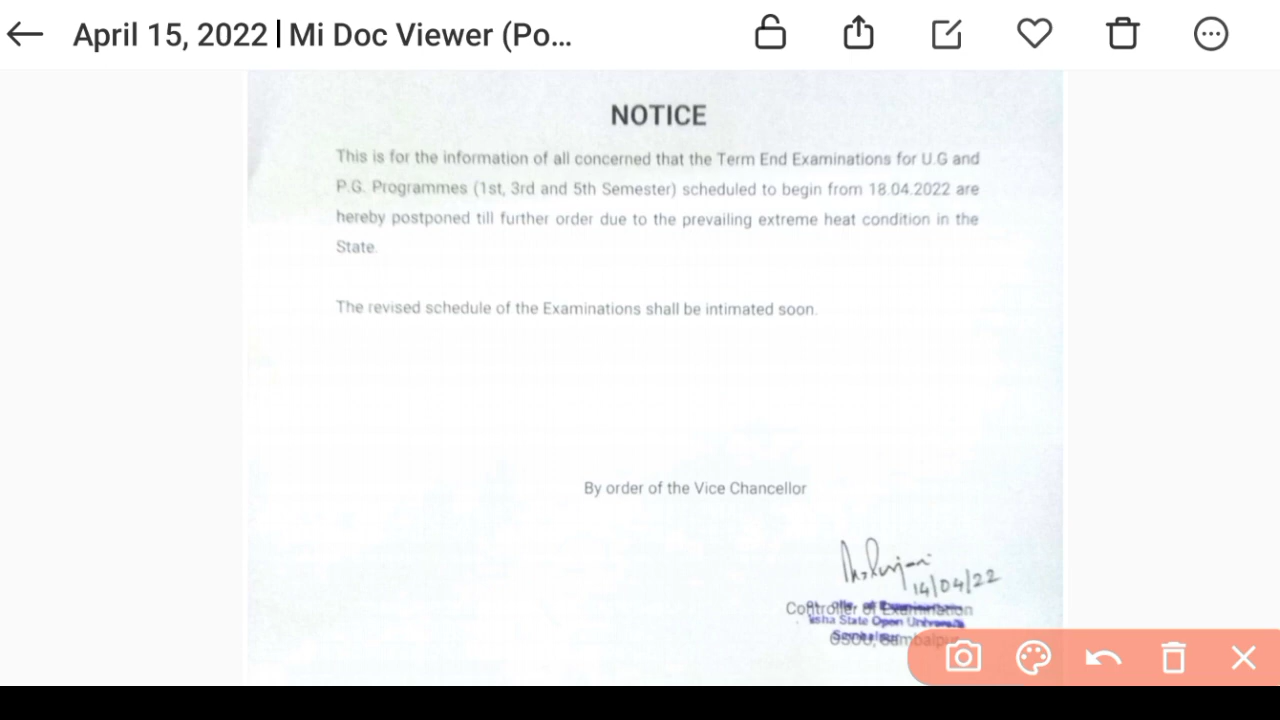 April 15, 2022 | Mi Doc Viewer (Po...
NOTICE
This is for the information of all concerned that the Term End Examinations for U.G and
P.G. Programmes (1st, 3rd and 5th Semester) scheduled to begin from 18.04.2022 are
hereby postponed till further order due to the prevailing extreme heat condition in the
State.
The revised schedule of the Examinations shall be intimated soon.
By order of the Vice Chancellor
14/04/22
Controller of Examination
State Open
OSOU, Sambalpur